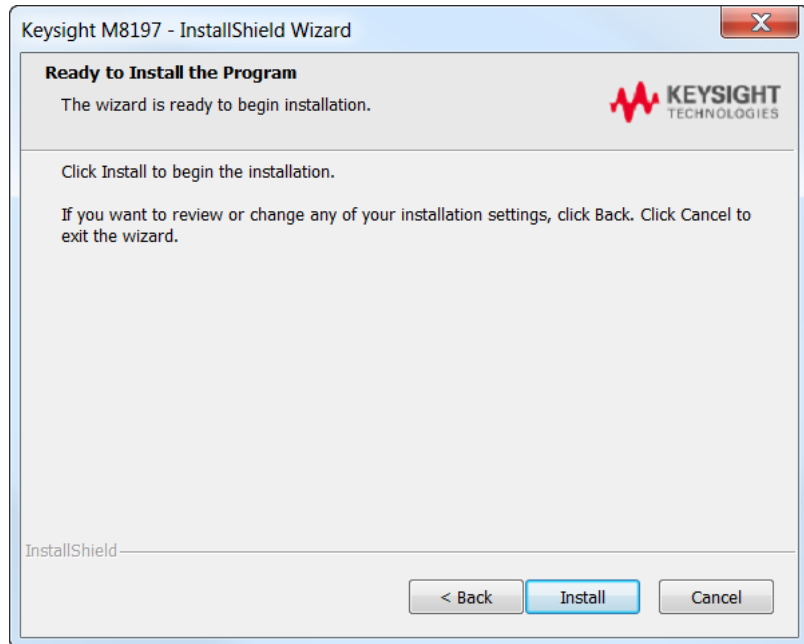 Keysight M8197 - InstallShield Wizard
Ready to Install the Program
The wizard is ready to begin installation.
KEYSIGHT
TECHNOLOGIES
Click Install to begin the installation.
If you want to review or change any of your installation settings, click Back. Click Cancel to
exit the wizard.
InstallShield
< Back
Install
Cancel